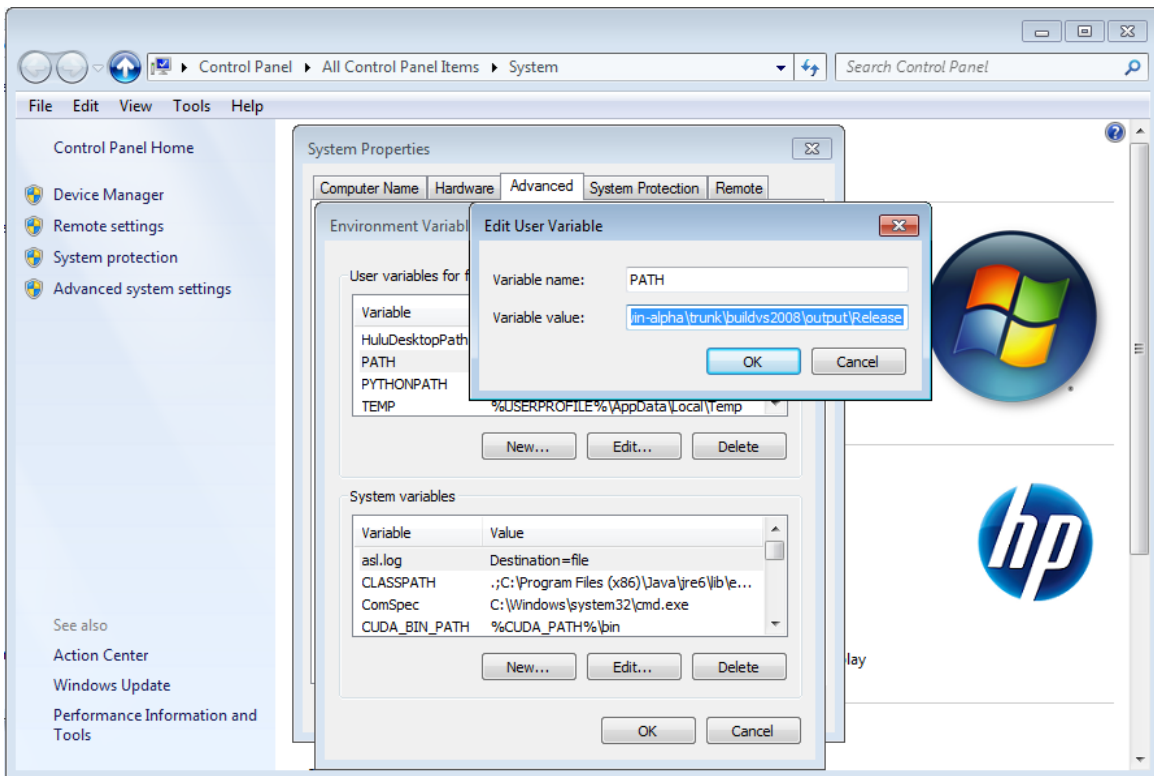 Control Panel ▸ All Control Panel Items ▸ System
Search Control Panel
File Edit View Tools Help
Control Panel Home
Device Manager
Remote settings
System protection
Advanced system settings
See also
Action Center
Windows Update
Performance Information and
Tools
System Properties
Computer Name Hardware Advanced System Protection Remote
Environment Variabl
User variables for f
Variable
HuluDesktopPath
PATH
PYTHONPATH
TEMP %USERPROFILE%\AppData\Local\Temp
New... Edit... Delete
Edit User Variable
Variable name: PATH
Variable value: vin-alpha\trunk\buildvs2008\output\Release
OK Cancel
System variables
Variable Value
asl.log Destination=file
CLASSPATH .;C:\Program Files (x86)\Java\jre6\lib\e...
ComSpec C:\Windows\system32\cmd.exe
CUDA_BIN_PATH %CUDA_PATH%\bin
New... Edit... Delete
OK Cancel
hp
lay